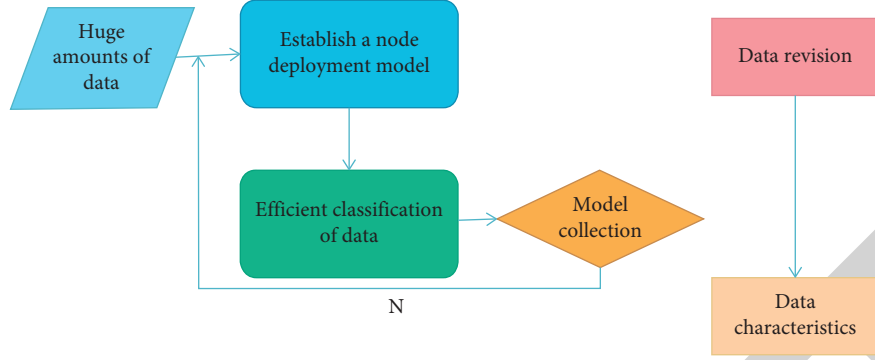 Huge
amounts of
data
Establish a node
deployment model
Data revision
Efficient classification
of data
Model
collection
N
Data
characteristics